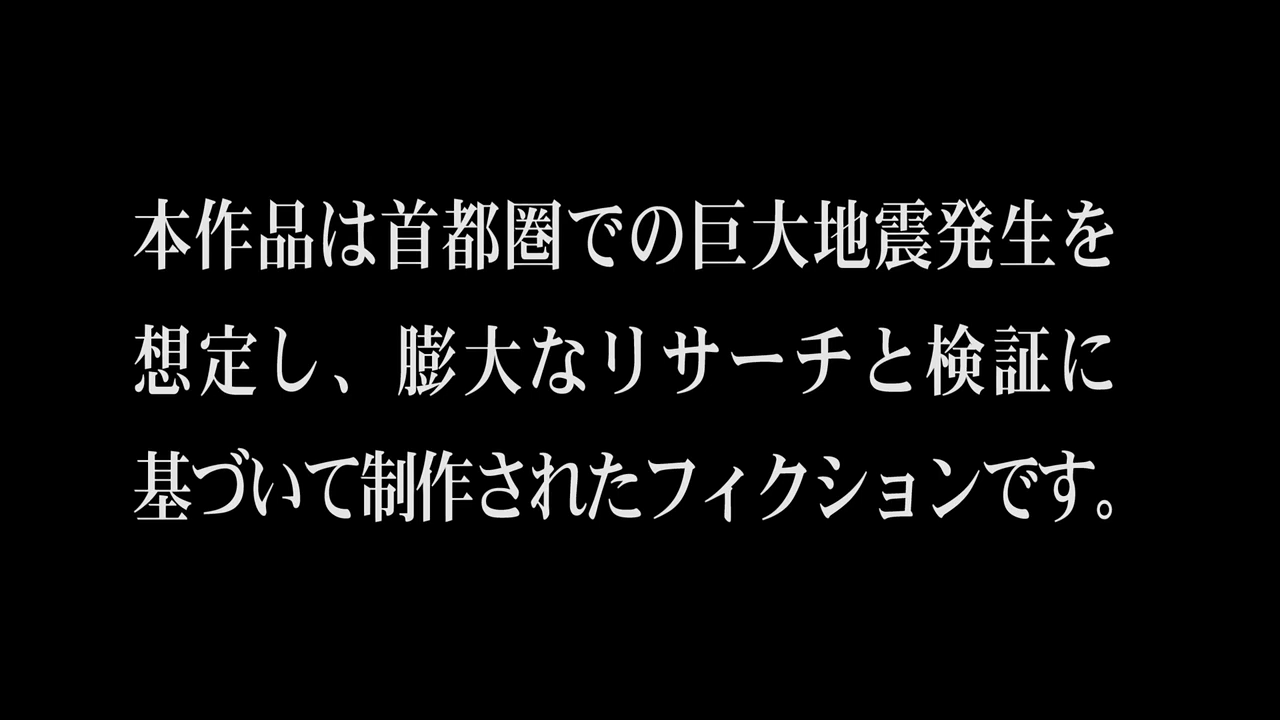 本作品は首都圏での巨大地震発生を
想定し、膨大なリサーチと検証に
基づいて制作されたフィクションです。